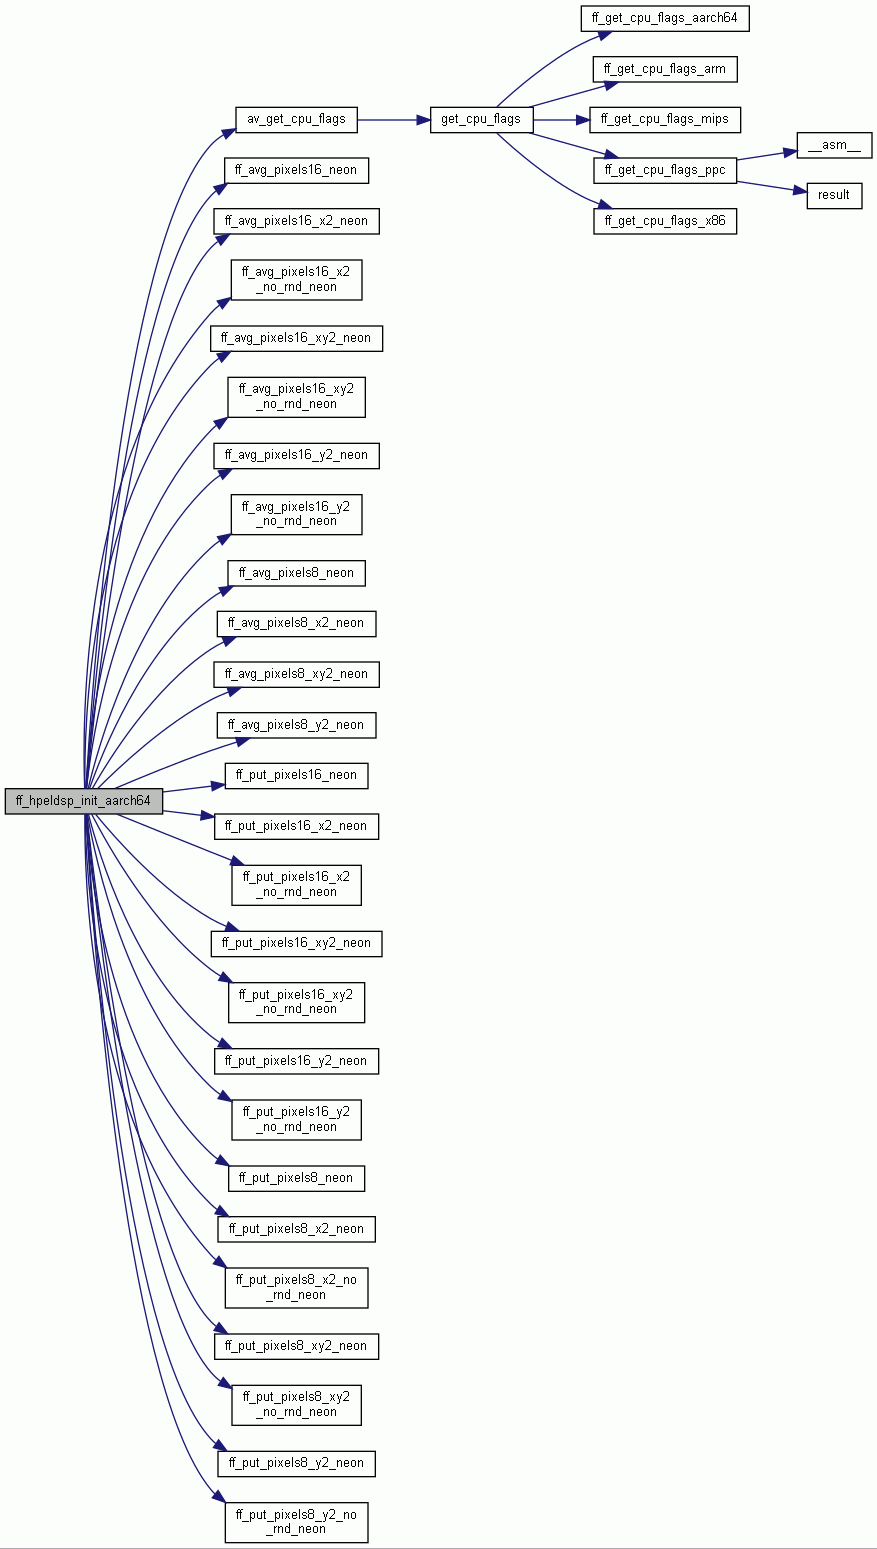 ff_get_cpu_flags_aarch64
ff_get_cpu_flags_arm
av_get_cpu_flags
get_cpu_flags
ff_get_cpu_flags_mips
__asm__
ff_avg_pixels16_neon
ff_get_cpu_flags_ppc
result
ff_avg_pixels16_x2_neon
ff_get_cpu_flags_x86
ff_avg_pixels16_x2
_no_rnd_neon
ff_avg_pixels16_xy2_neon
ff_avg_pixels16_xy2
_no_rnd_neon
ff_avg_pixels16_y2_neon
ff_avg_pixels16_y2
_no_rnd_neon
ff_avg_pixels8_neon
ff_avg_pixels8_x2_neon
ff_avg_pixels8_xy2_neon
ff_avg_pixels8_y2_neon
ff_put_pixels16_neon
ff_hpeldsp_init_aarch64
ff_put_pixels16_x2_neon
ff_put_pixels16_x2
_no_rnd_neon
ff_put_pixels16_xy2_neon
ff_put_pixels16_xy2
_no_rnd_neon
ff_put_pixels16_y2_neon
ff_put_pixels16_y2
_no_rnd_neon
ff_put_pixels8_neon
ff_put_pixels8_x2_neon
ff_put_pixels8_x2_no
_rnd_neon
ff_put_pixels8_xy2_neon
ff_put_pixels8_xy2
_no_rnd_neon
ff_put_pixels8_y2_neon
ff_put_pixels8_y2_no
_rnd_neon